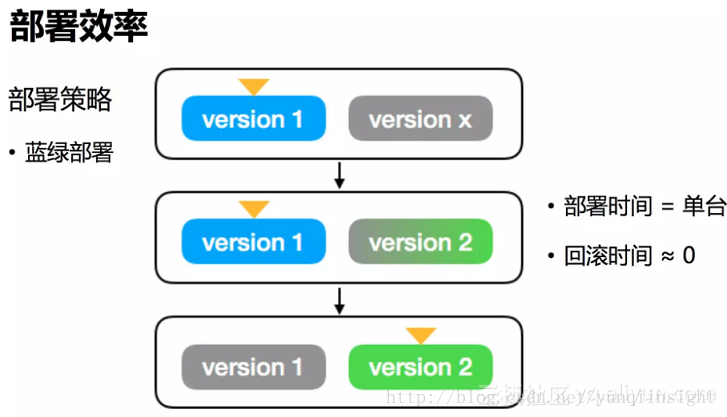 部署效率
部署策略
• 蓝绿部署
version 1
version x
version 1
version 2
• 部署时间 = 单台
• 回滚时间 ≈ 0
version 1
version 2
http://blog.csdn.net/yunqiinsight